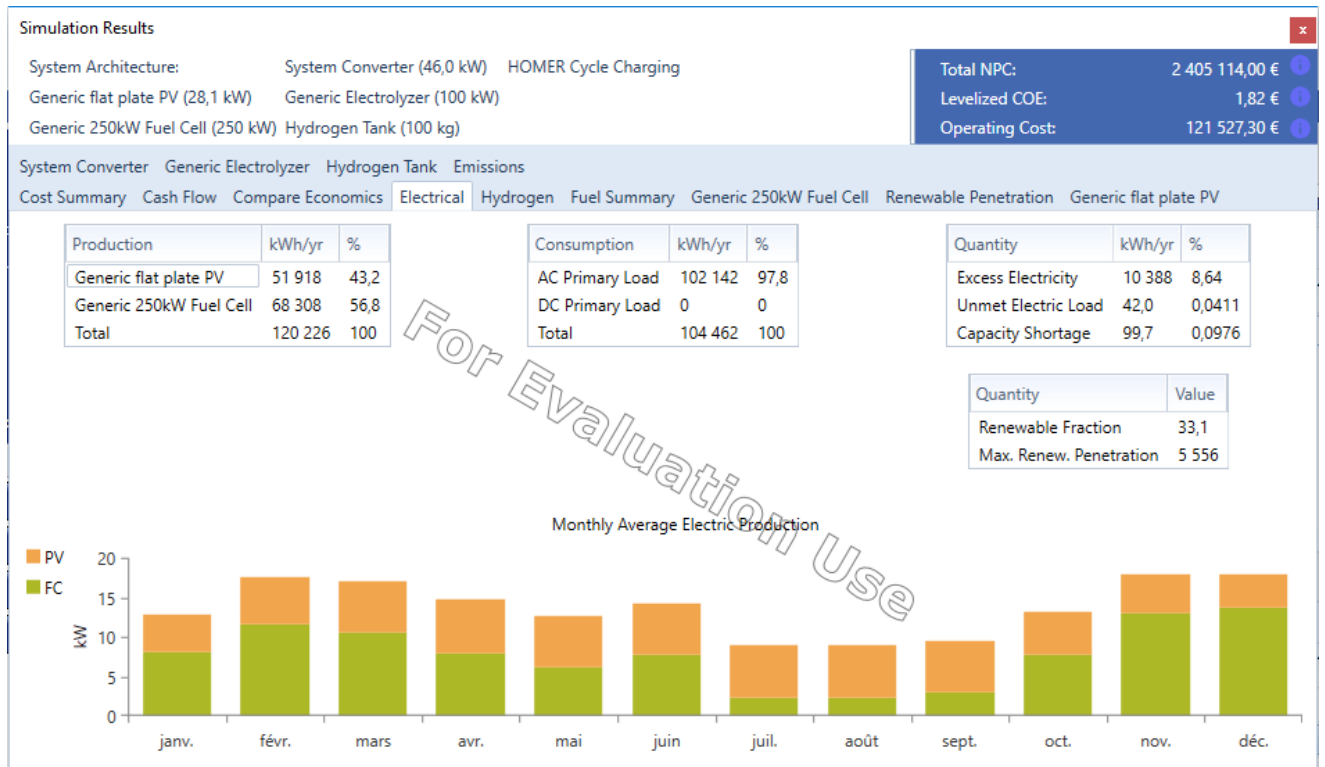 Simulation Results
x
System Architecture: System Converter (46,0 kW) HOMER Cycle Charging
Generic flat plate PV (28,1 kW) Generic Electrolyzer (100 kW)
Generic 250kW Fuel Cell (250 kW) Hydrogen Tank (100 kg)
Total NPC: 2 405 114,00 €
Levelized COE: 1,82 €
Operating Cost: 121 527,30 €
System Converter Generic Electrolyzer Hydrogen Tank Emissions
Cost Summary Cash Flow Compare Economics Electrical Hydrogen Fuel Summary Generic 250kW Fuel Cell Renewable Penetration Generic flat plate PV
Production kWh/yr %
Generic flat plate PV 51 918 43,2
Generic 250kW Fuel Cell 68 308 56,8
Total 120 226 100
Consumption kWh/yr %
AC Primary Load 102 142 97,8
DC Primary Load 0 0
Total 104 462 100
Quantity kWh/yr %
Excess Electricity 10 388 8,64
Unmet Electric Load 42,0 0,0411
Capacity Shortage 99,7 0,0976
Quantity Value
Renewable Fraction 33,1
Max. Renew. Penetration 5 556
For Evaluation Use
Monthly Average Electric Production
PV
FC
kW
20
15
10
5
0
janv. févr. mars avr. mai juin juil. août sept. oct. nov. déc.